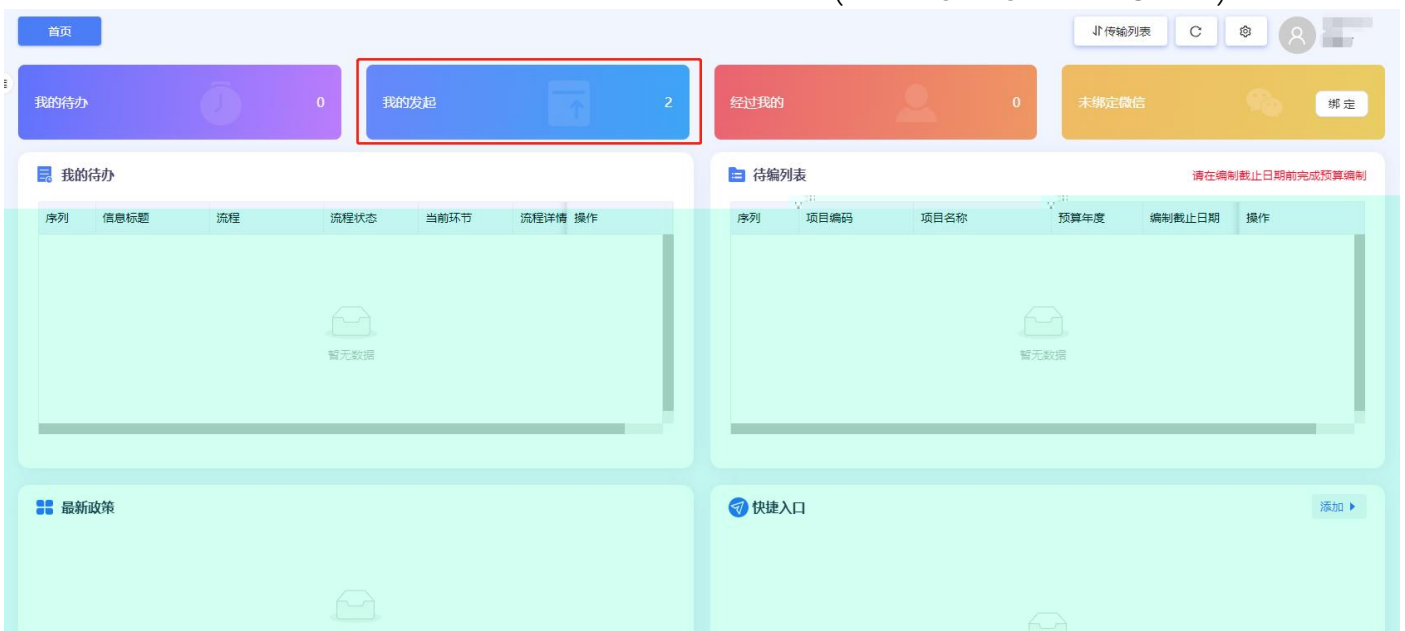 首页
传输列表
我的待办 0
我的发起 2
经过我的 0
未绑定微信 绑定
我的待办
待编列表 请在编制截止日期前完成预算编制
序列 信息标题 流程 流程状态 当前环节 流程详情 操作
序列 项目编码 项目名称 预算年度 编制截止日期 操作
暂无数据
暂无数据
最新政策
快捷入口 添加